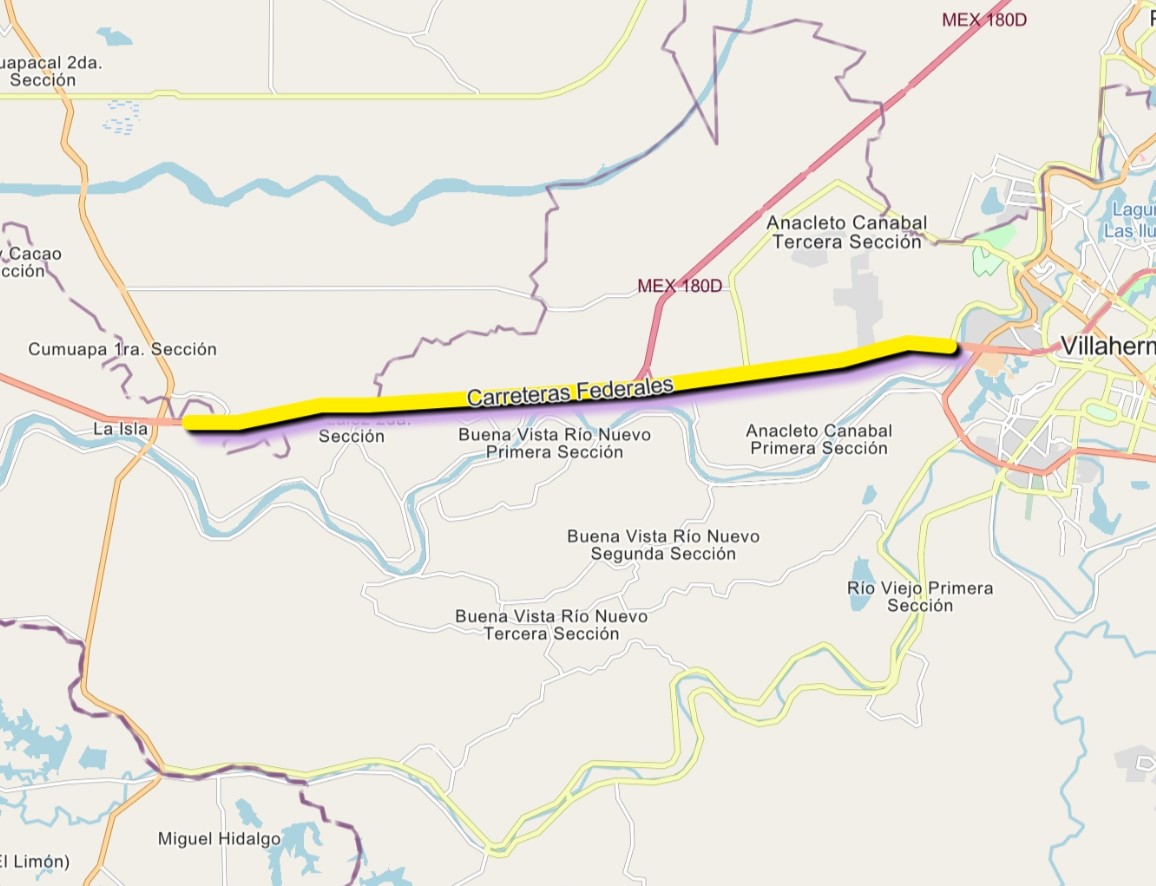 MEX 180D
uapacal 2da.
Sección
Anacleto Canabal
Tercera Sección
Lagu
Las Ilu
y Cacao
cción
MEX 180D
Cumuapa 1ra. Sección
Villaherm
Carreteras Federales
La Isla
Sección
Buena Vista Río Nuevo
Primera Sección
Anacleto Canabal
Primera Sección
Buena Vista Río Nuevo
Segunda Sección
Río Viejo Primera
Sección
Buena Vista Río Nuevo
Tercera Sección
Miguel Hidalgo
El Limón)